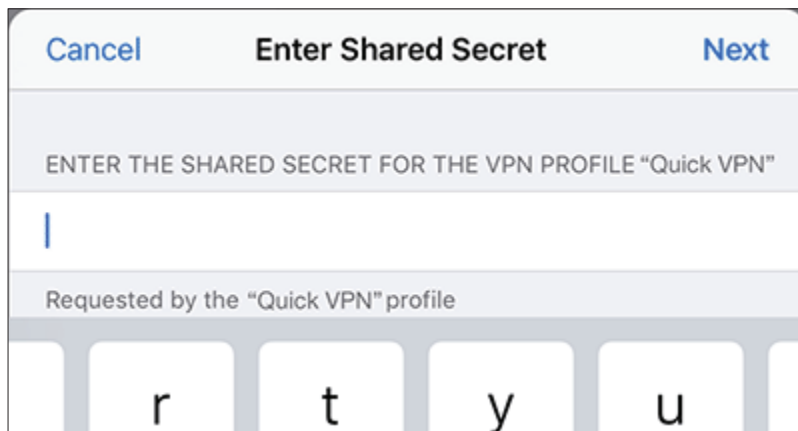 Cancel Enter Shared Secret Next
ENTER THE SHARED SECRET FOR THE VPN PROFILE “Quick VPN”
Requested by the “Quick VPN” profile
r t y u